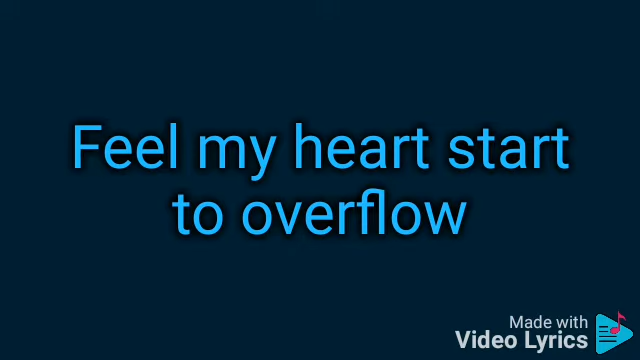 Feel my heart start
to overflow
Made with
Video Lyrics